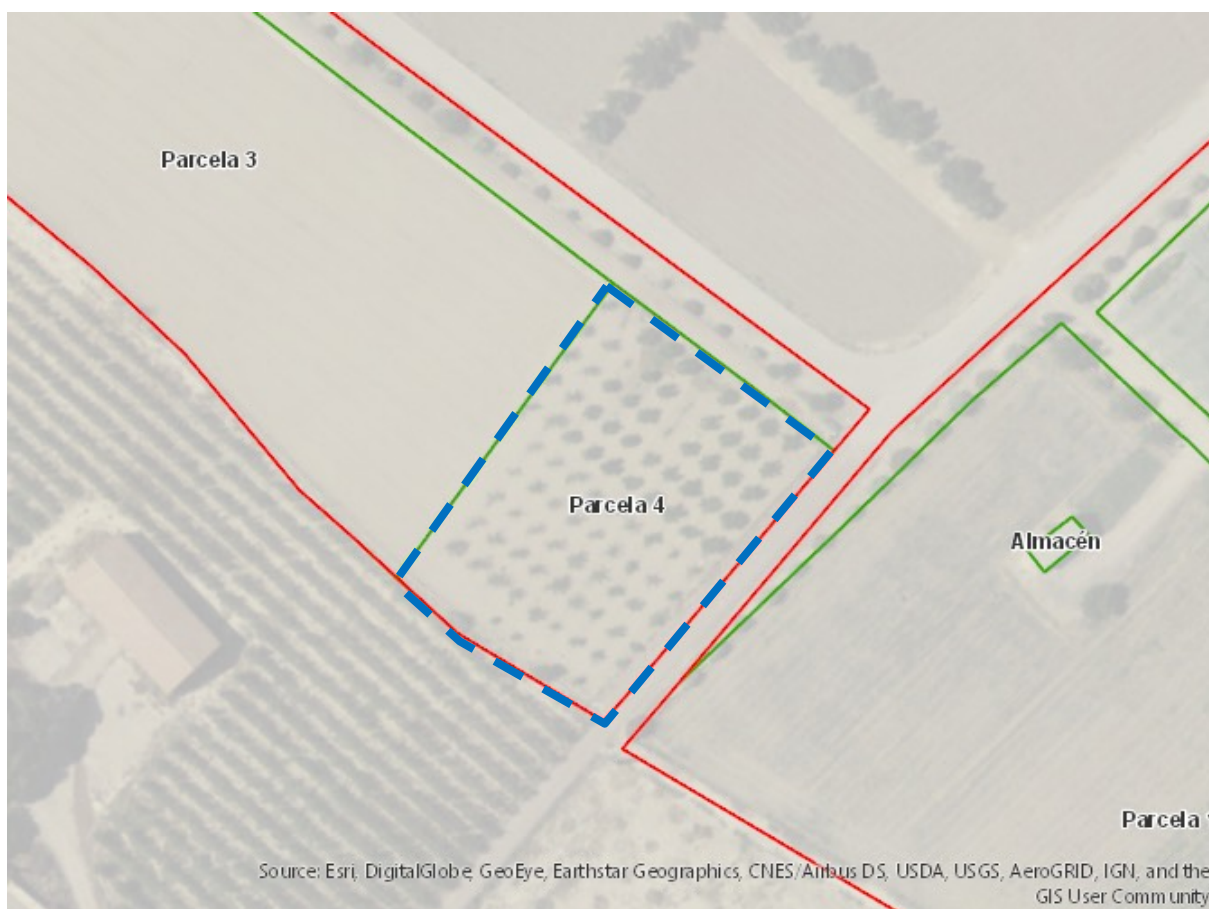 Parcela 3
Parcela 4
Almacén
Parcela
Source: Esri, DigitalGlobe, GeoEye, Earthstar Geographics, CNES/Airbus DS, USDA, USGS, AeroGRID, IGN, and the
GIS User Community